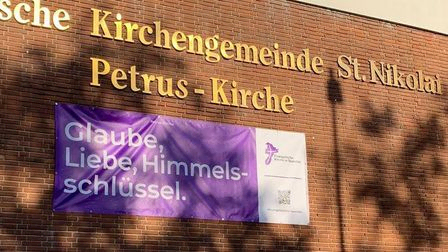 sche Kirchengemeinde St. Nikolai
Petrus-Kirche
Glaube,
Liebe, Himmels-
schlüssel.